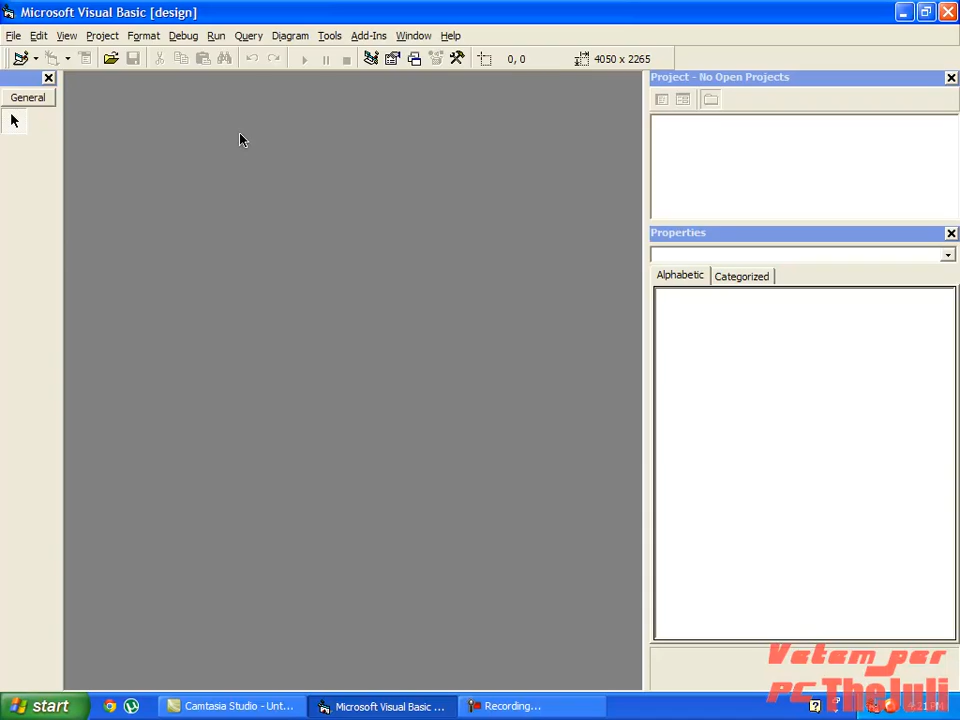 Microsoft Visual Basic [design]
File Edit View Project Format Debug Run Query Diagram Tools Add-Ins Window Help
0, 0 4050 x 2265
General
Project - No Open Projects
Properties
Alphabetic Categorized
Vetem per
PC TheJuli
start Camtasia Studio - Unt... Microsoft Visual Basic ... Recording...